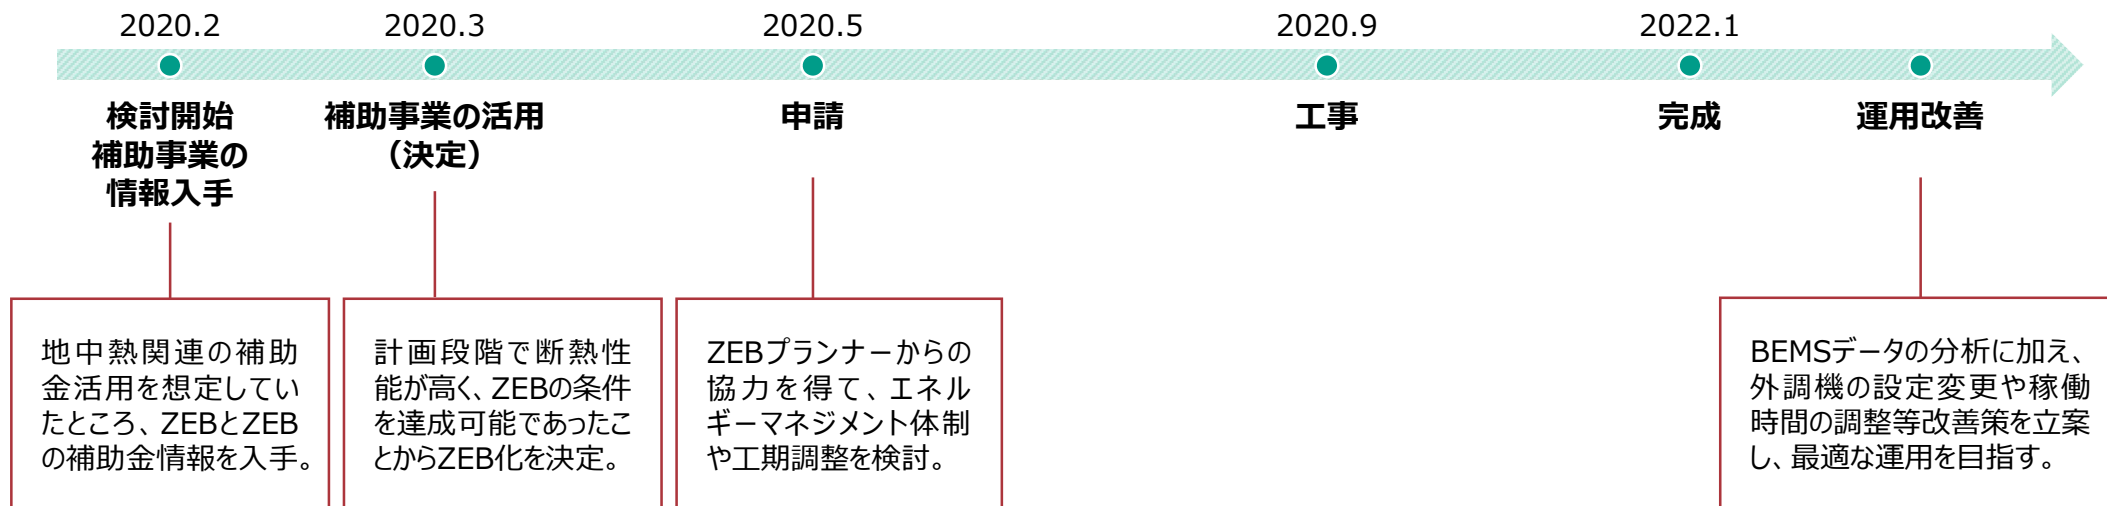 2020.2
2020.3
2020.5
2020.9
2022.1
検討開始
補助事業の
情報入手
補助事業の活用
（決定）
申請
工事
完成
運用改善
地中熱関連の補助
金活用を想定してい
たところ、ZEBとZEB
の補助金情報を入手。
計画段階で断熱性
能が高く、ZEBの条件
を達成可能であったこ
とからZEB化を決定。
ZEBプランナーからの
協力を得て、エネル
ギーマネジメント体制
や工期調整を検討。
BEMSデータの分析に加え、
外調機の設定変更や稼働
時間の調整等改善策を立案
し、最適な運用を目指す。